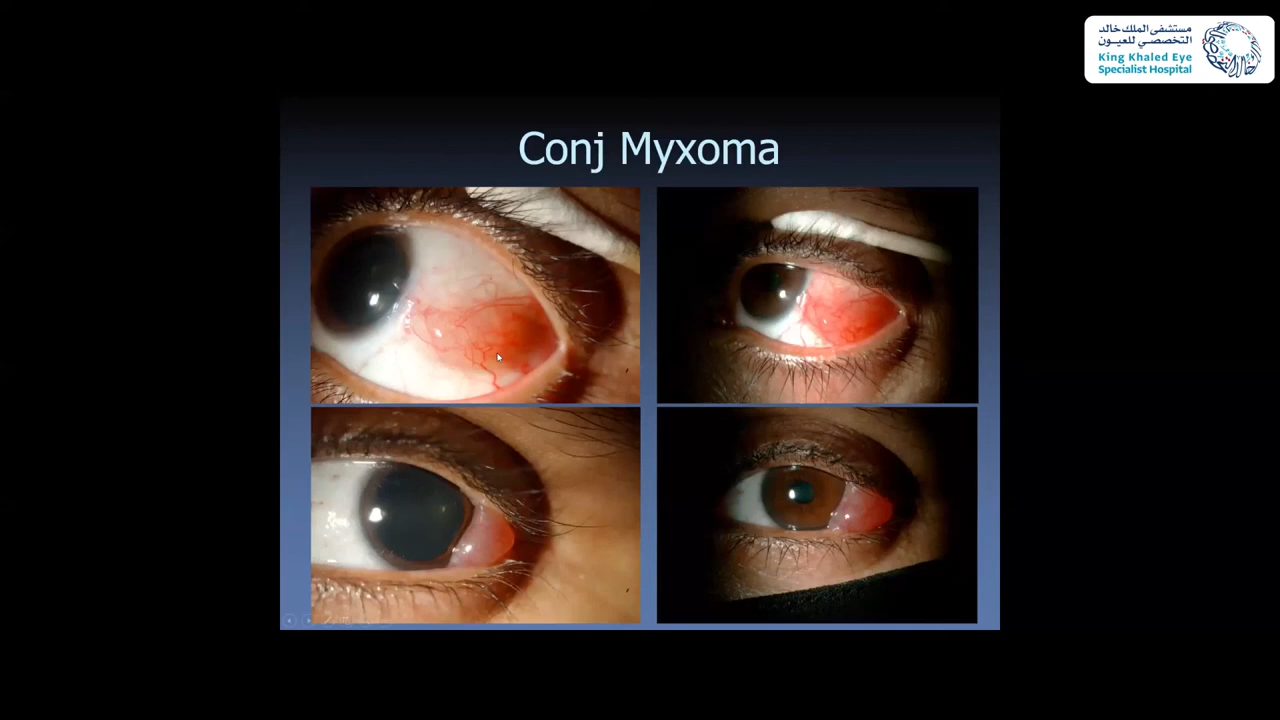 مستشفى الملك خالد
التخصصي للعيون
King Khaled Eye
Specialist Hospital
Conj Myxoma